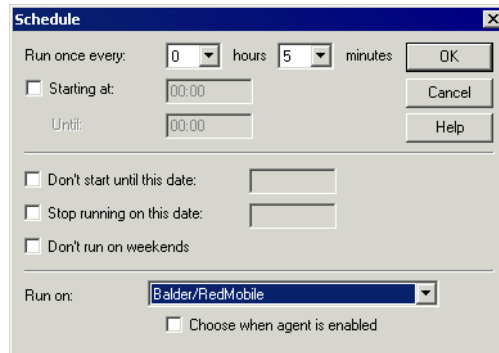 Schedule
Run once every: 0 hours 5 minutes OK
Starting at: 00:00 Cancel
Until: 00:00 Help
Don't start until this date:
Stop running on this date:
Don't run on weekends
Run on: Balder/RedMobile
Choose when agent is enabled